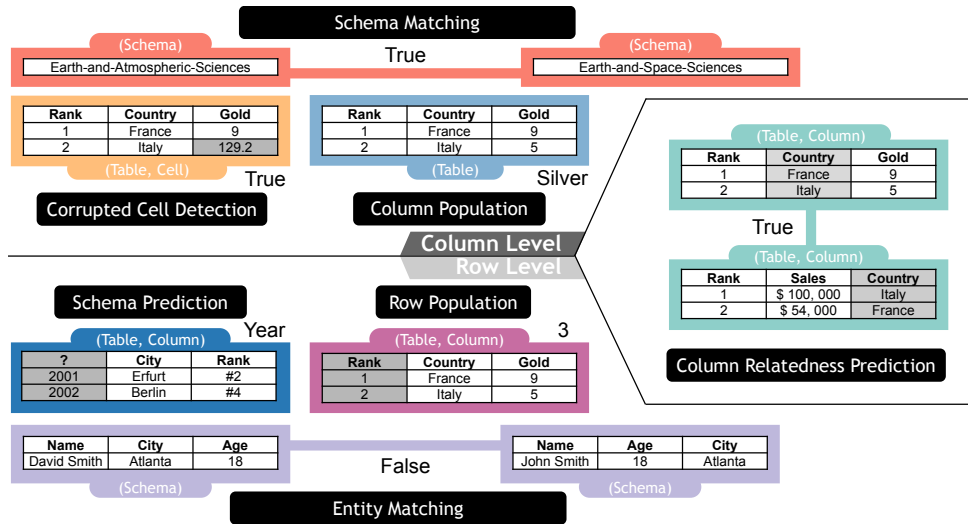 Schema Matching
(Schema)
Earth-and-Atmospheric-Sciences
True
(Schema)
Earth-and-Space-Sciences
Rank Country Gold
1 France 9
2 Italy 129.2
(Table, Cell)
True
Corrupted Cell Detection
Rank Country Gold
1 France 9
2 Italy 5
(Table)
Silver
Column Population
Column Level
Row Level
(Table, Column)
Rank Country Gold
1 France 9
2 Italy 5
True
(Table, Column)
Rank Sales Country
1 $ 100, 000 Italy
2 $ 54, 000 France
Column Relatedness Prediction
Schema Prediction
Year
(Table, Column)
? City Rank
2001 Erfurt #2
2002 Berlin #4
Row Population
3
(Table, Column)
Rank Country Gold
1 France 9
2 Italy 5
Name City Age
David Smith Atlanta 18
(Schema)
False
Name Age City
John Smith 18 Atlanta
(Schema)
Entity Matching